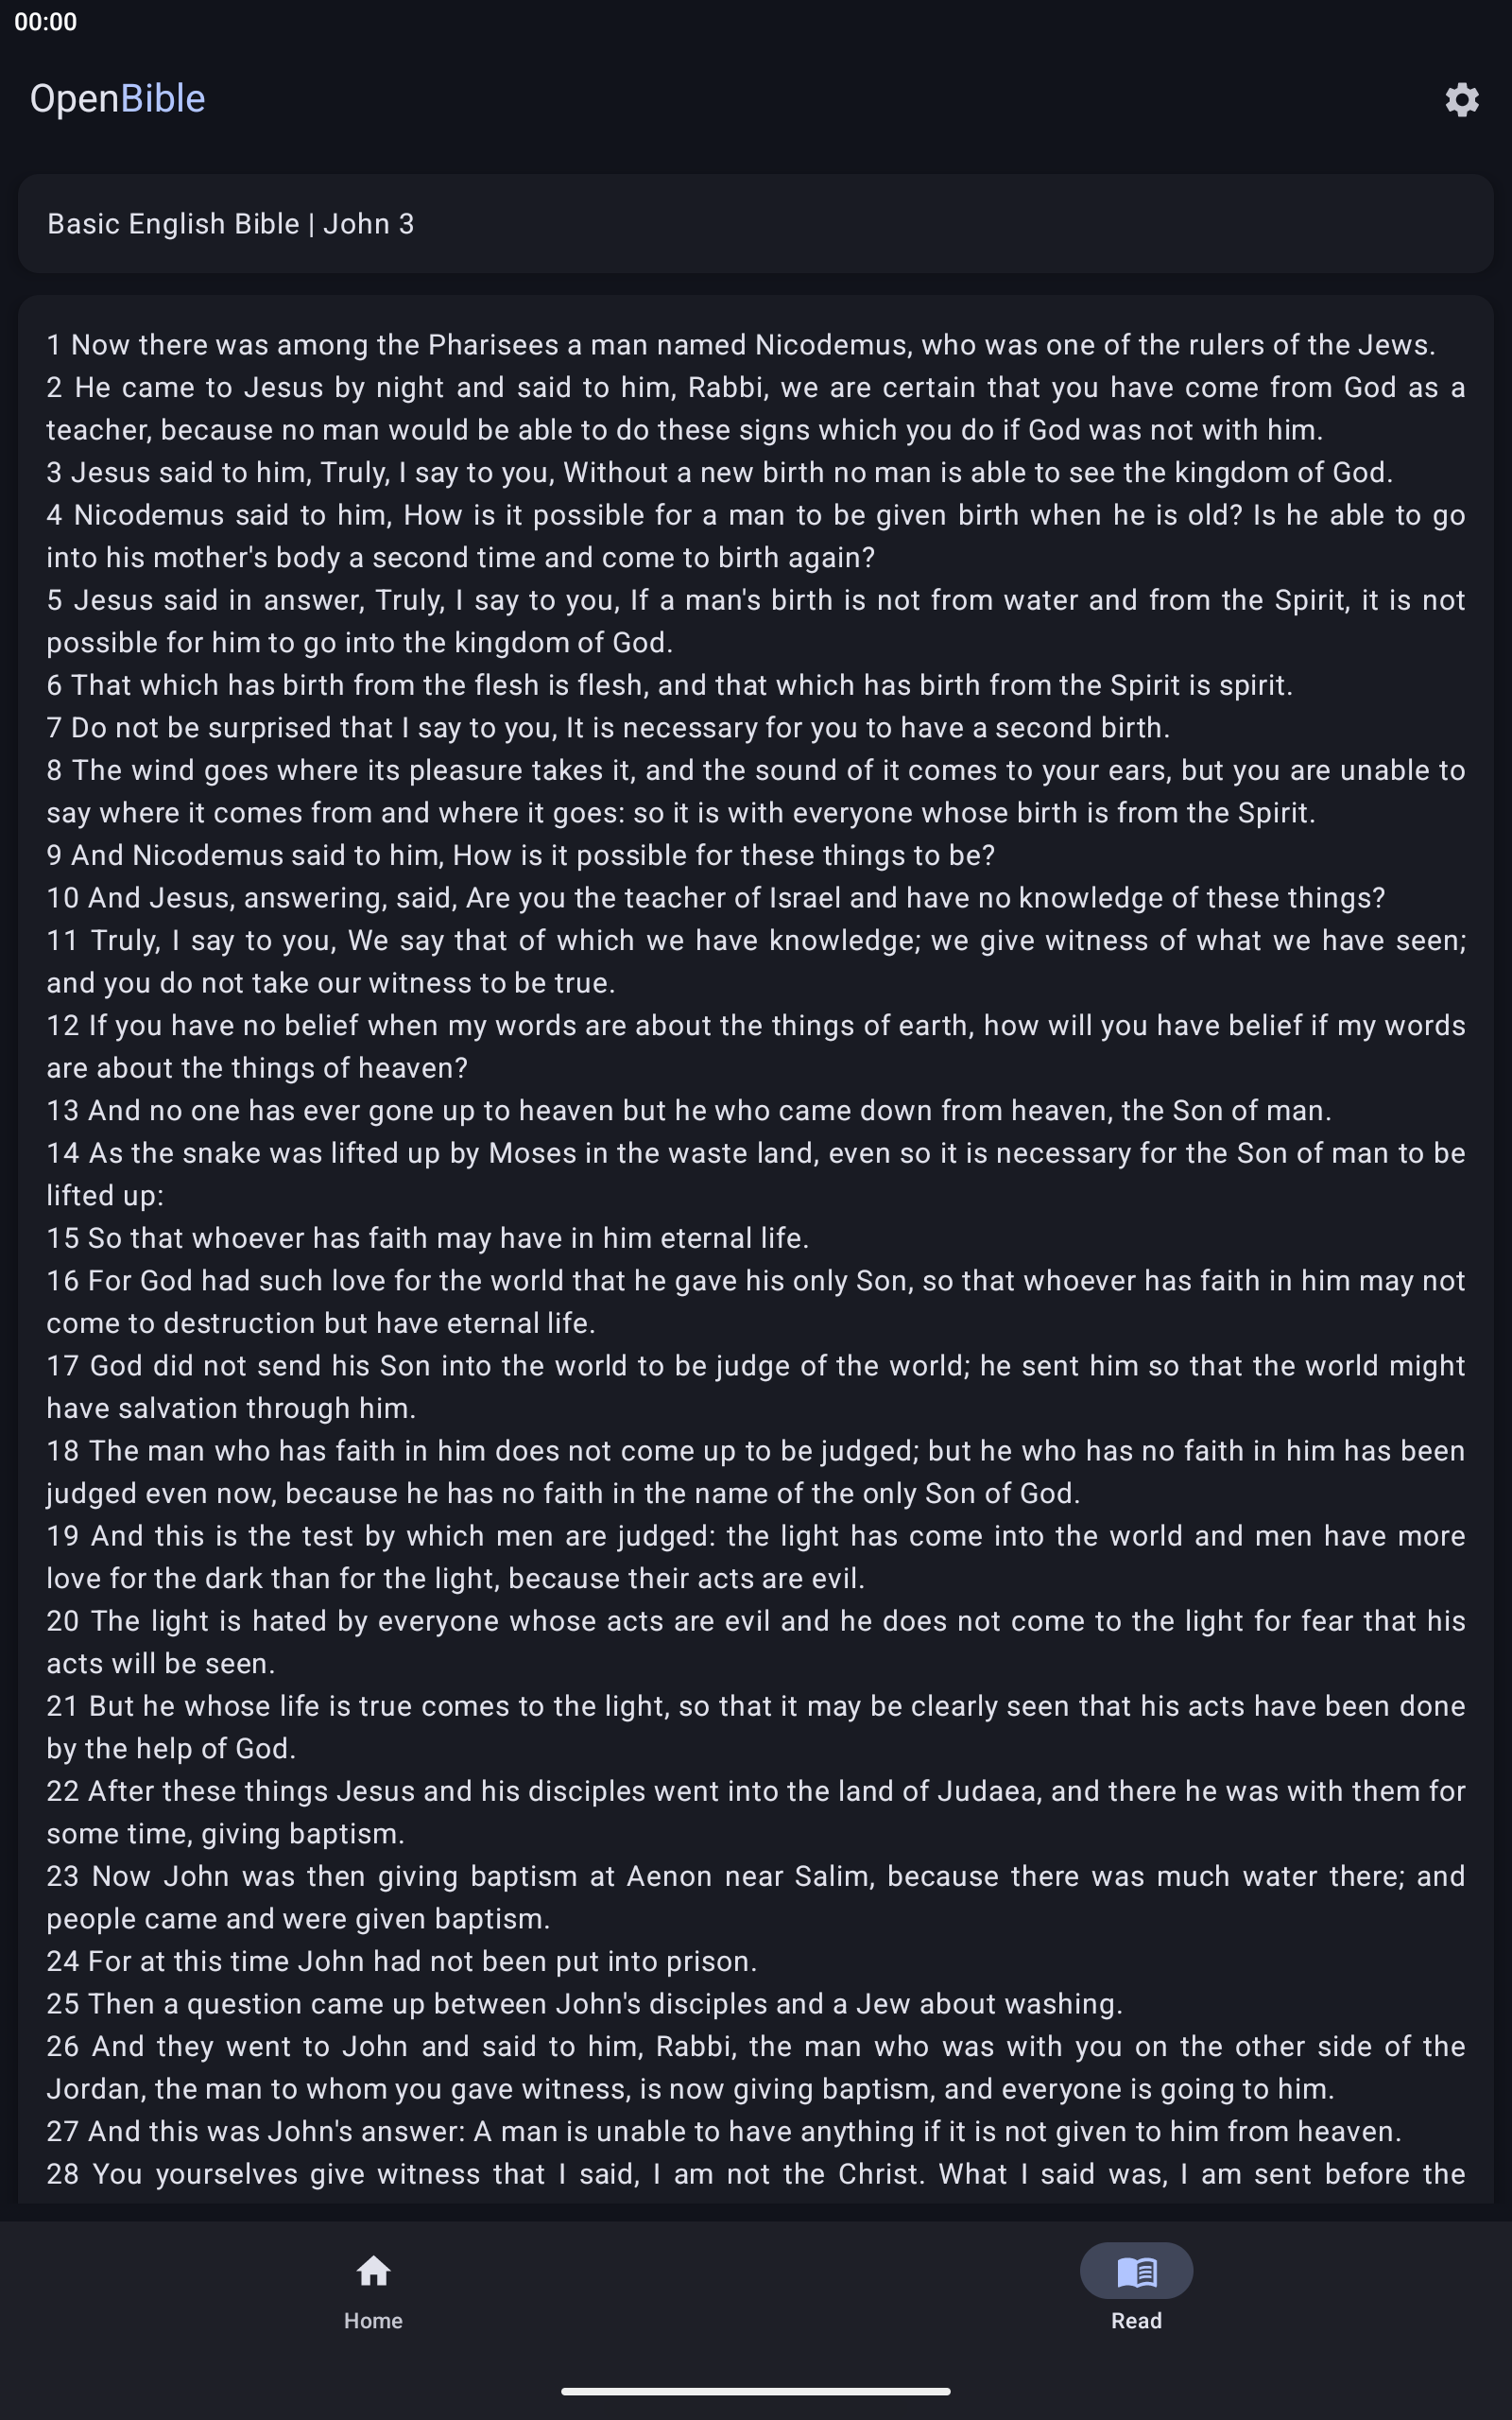 00:00
OpenBible
Basic English Bible | John 3
1 Now there was among the Pharisees a man named Nicodemus, who was one of the rulers of the Jews.
2 He came to Jesus by night and said to him, Rabbi, we are certain that you have come from God as a
teacher, because no man would be able to do these signs which you do if God was not with him.
3 Jesus said to him, Truly, I say to you, Without a new birth no man is able to see the kingdom of God.
4 Nicodemus said to him, How is it possible for a man to be given birth when he is old? Is he able to go
into his mother's body a second time and come to birth again?
5 Jesus said in answer, Truly, I say to you, If a man's birth is not from water and from the Spirit, it is not
possible for him to go into the kingdom of God.
6 That which has birth from the flesh is flesh, and that which has birth from the Spirit is spirit.
7 Do not be surprised that I say to you, It is necessary for you to have a second birth.
8 The wind goes where its pleasure takes it, and the sound of it comes to your ears, but you are unable to
say where it comes from and where it goes: so it is with everyone whose birth is from the Spirit.
9 And Nicodemus said to him, How is it possible for these things to be?
10 And Jesus, answering, said, Are you the teacher of Israel and have no knowledge of these things?
11 Truly, I say to you, We say that of which we have knowledge; we give witness of what we have seen;
and you do not take our witness to be true.
12 If you have no belief when my words are about the things of earth, how will you have belief if my words
are about the things of heaven?
13 And no one has ever gone up to heaven but he who came down from heaven, the Son of man.
14 As the snake was lifted up by Moses in the waste land, even so it is necessary for the Son of man to be
lifted up:
15 So that whoever has faith may have in him eternal life.
16 For God had such love for the world that he gave his only Son, so that whoever has faith in him may not
come to destruction but have eternal life.
17 God did not send his Son into the world to be judge of the world; he sent him so that the world might
have salvation through him.
18 The man who has faith in him does not come up to be judged; but he who has no faith in him has been
judged even now, because he has no faith in the name of the only Son of God.
19 And this is the test by which men are judged: the light has come into the world and men have more
love for the dark than for the light, because their acts are evil.
20 The light is hated by everyone whose acts are evil and he does not come to the light for fear that his
acts will be seen.
21 But he whose life is true comes to the light, so that it may be clearly seen that his acts have been done
by the help of God.
22 After these things Jesus and his disciples went into the land of Judaea, and there he was with them for
some time, giving baptism.
23 Now John was then giving baptism at Aenon near Salim, because there was much water there; and
people came and were given baptism.
24 For at this time John had not been put into prison.
25 Then a question came up between John's disciples and a Jew about washing.
26 And they went to John and said to him, Rabbi, the man who was with you on the other side of the
Jordan, the man to whom you gave witness, is now giving baptism, and everyone is going to him.
27 And this was John's answer: A man is unable to have anything if it is not given to him from heaven.
28 You yourselves give witness that I said, I am not the Christ. What I said was, I am sent before the
Home
Read